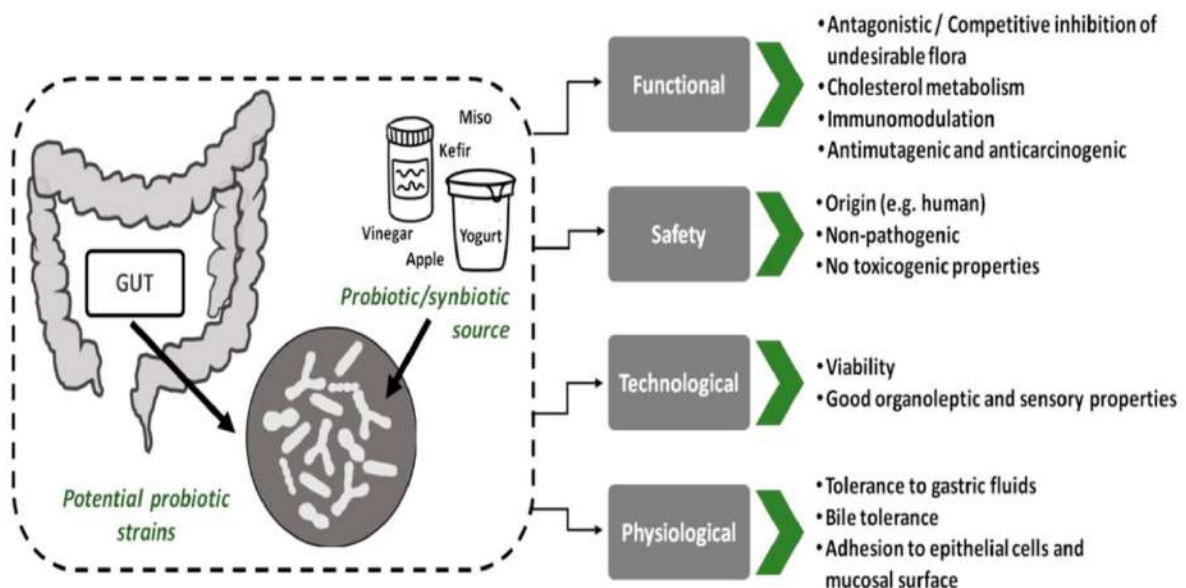 Miso
Kefir
Vinegar
Yogurt
Apple
GUT
Probiotic/synbiotic
source
Potential probiotic
strains
Functional
•Antagonistic / Competitive inhibition of
undesirable flora
•Cholesterol metabolism
•Immunomodulation
•Antimutagenic and anticarcinogenic
Safety
•Origin (e.g. human)
•Non-pathogenic
•No toxicogenic properties
Technological
•Viability
•Good organoleptic and sensory properties
Physiological
•Tolerance to gastric fluids
•Bile tolerance
•Adhesion to epithelial cells and
mucosal surface